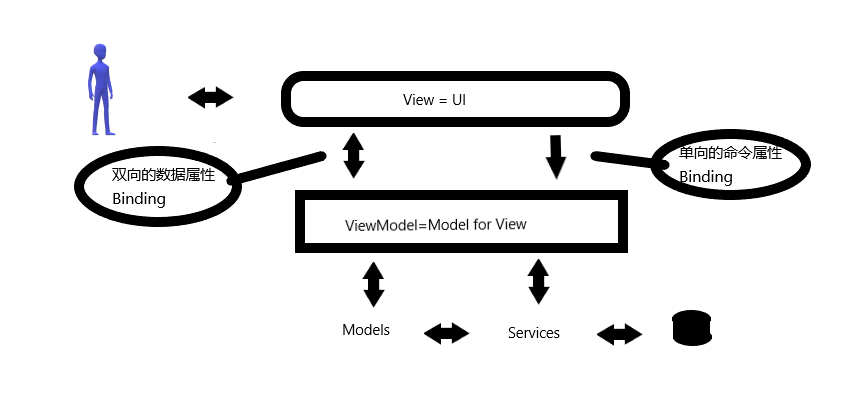 View = UI
双向的数据属性
Binding
单向的命令属性
Binding
ViewModel=Model for View
Models
Services